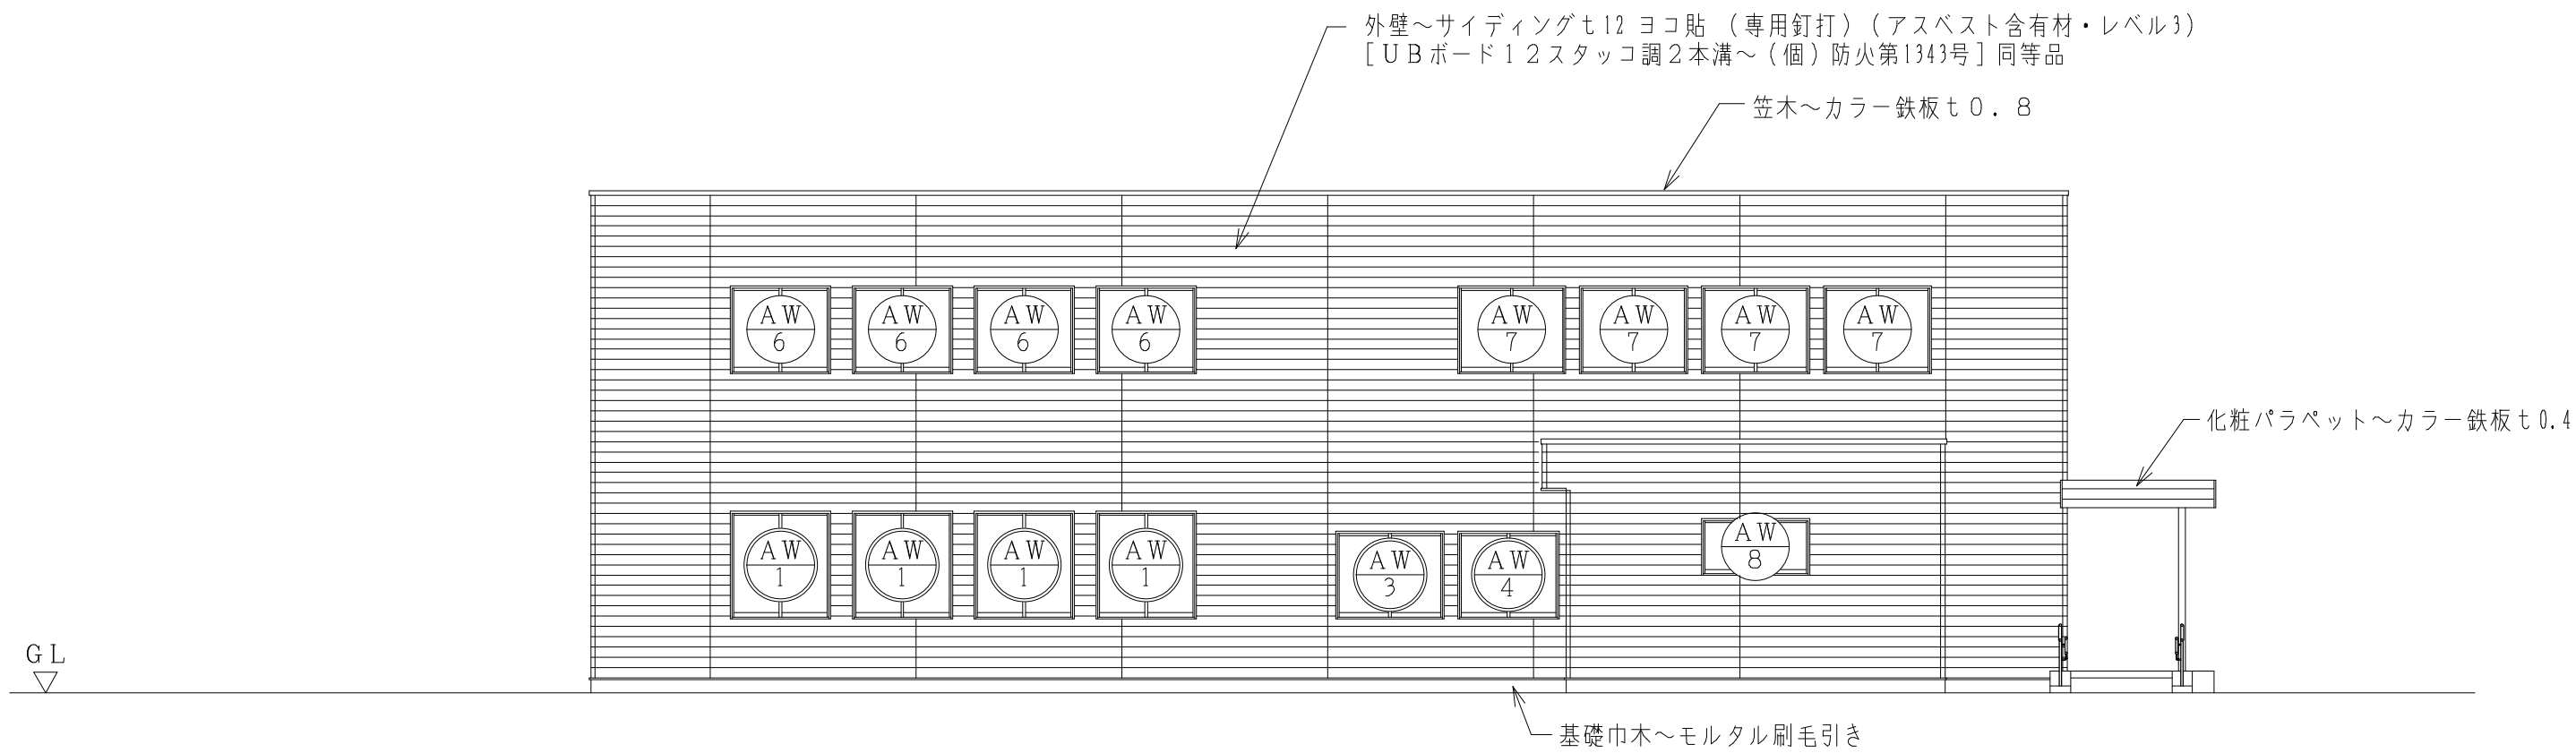 外壁～サイディングｔ12 ヨコ貼 （専用釘打）（アスベスト含有材・レベル3）
［ＵＢボード１２スタッコ調２本溝～（個）防火第1343号］同等品
笠木～カラー鉄板ｔ０．８
AW 6
AW 6
AW 6
AW 6
AW 7
AW 7
AW 7
AW 7
化粧パラペット～カラー鉄板ｔ0.4
AW 1
AW 1
AW 1
AW 1
AW 3
AW 4
AW 8
GL
基礎巾木～モルタル刷毛引き